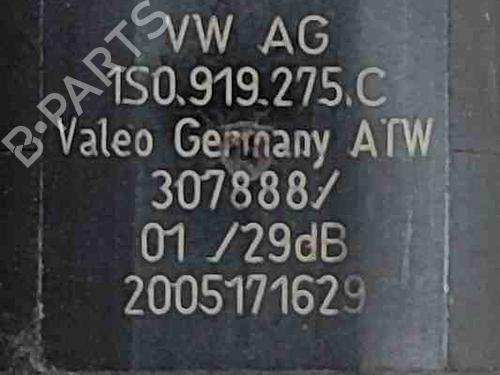 VW AG
1S0.919.275.C
Valeo Germany ATW
307888/
01 /29dB
2005171629
B-PARTS